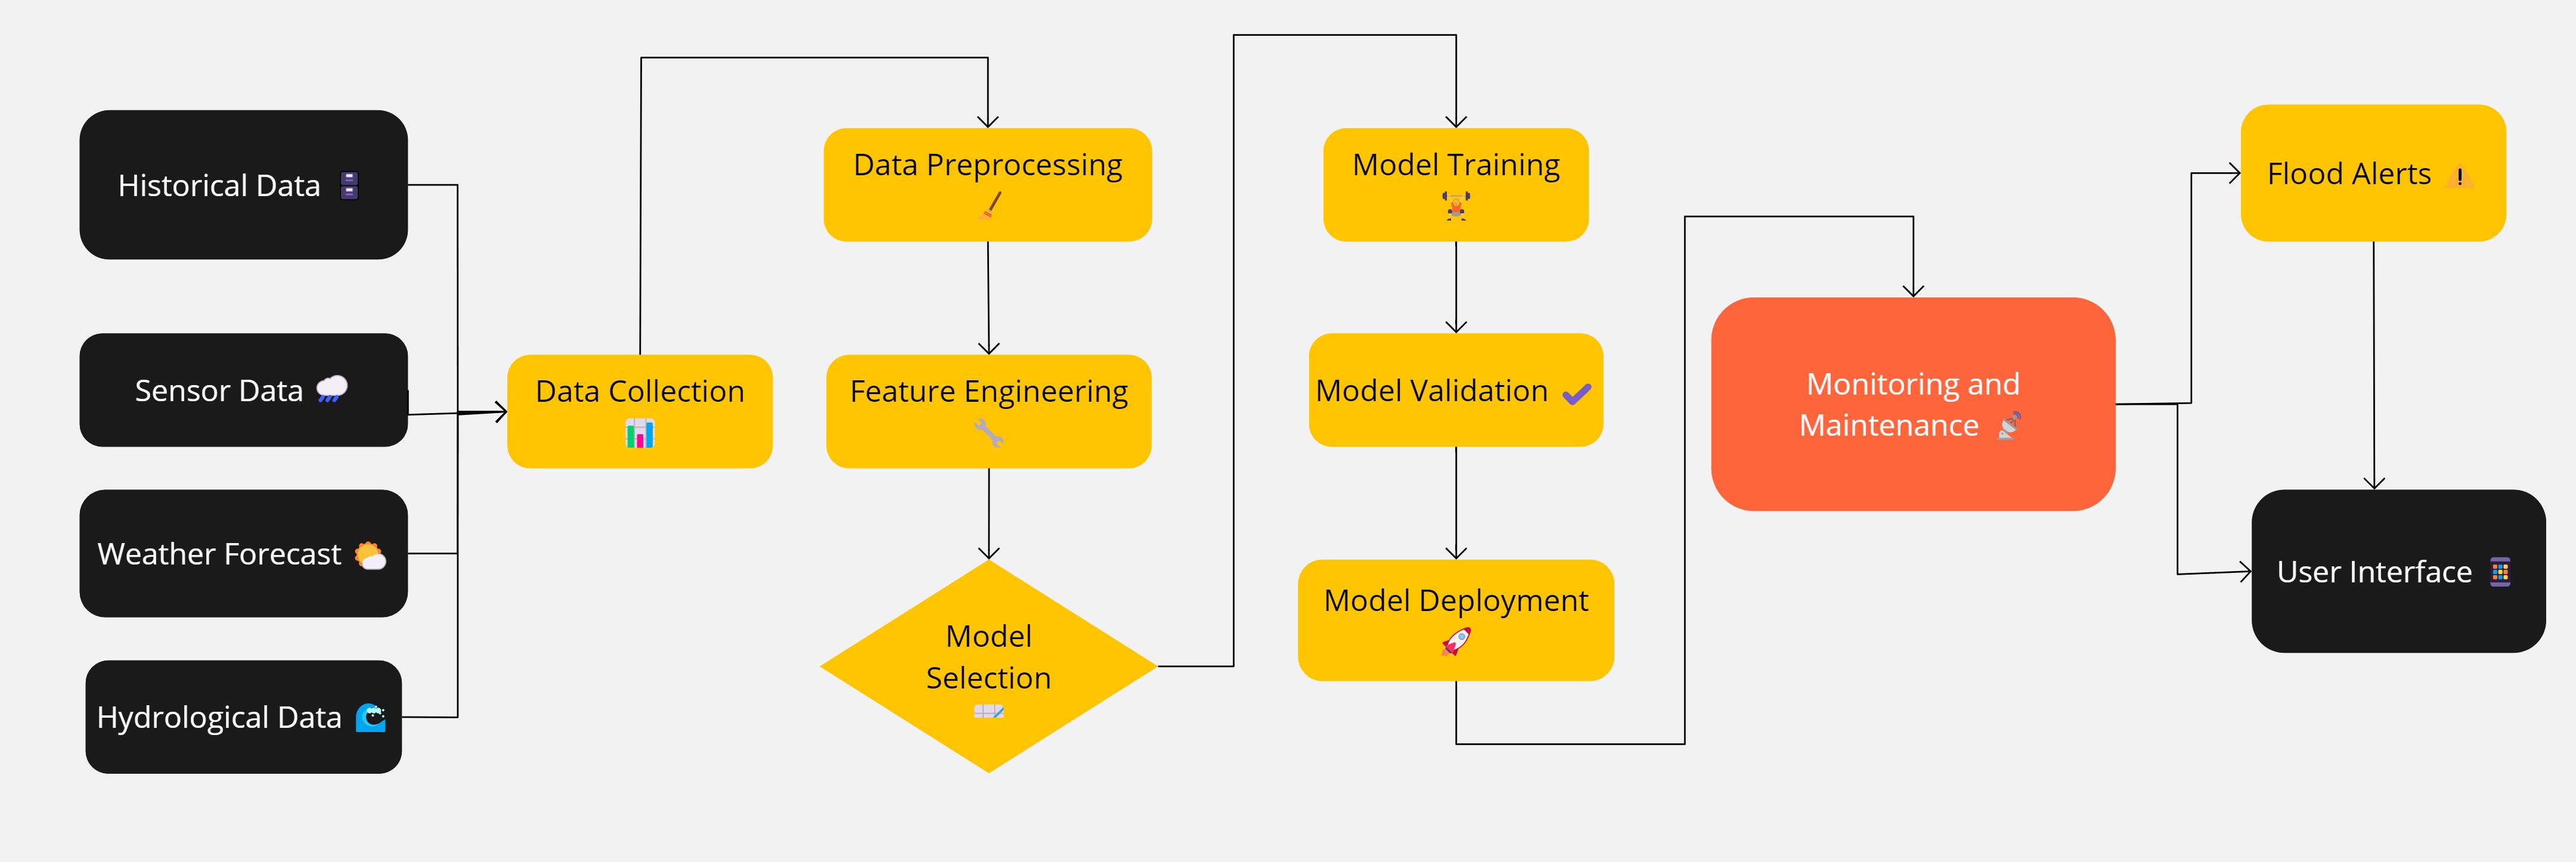 Historical Data
Sensor Data
Weather Forecast
Hydrological Data
Data Collection
Data Preprocessing
Feature Engineering
Model
Selection
Model Training
Model Validation
Model Deployment
Monitoring and
Maintenance
Flood Alerts
User Interface